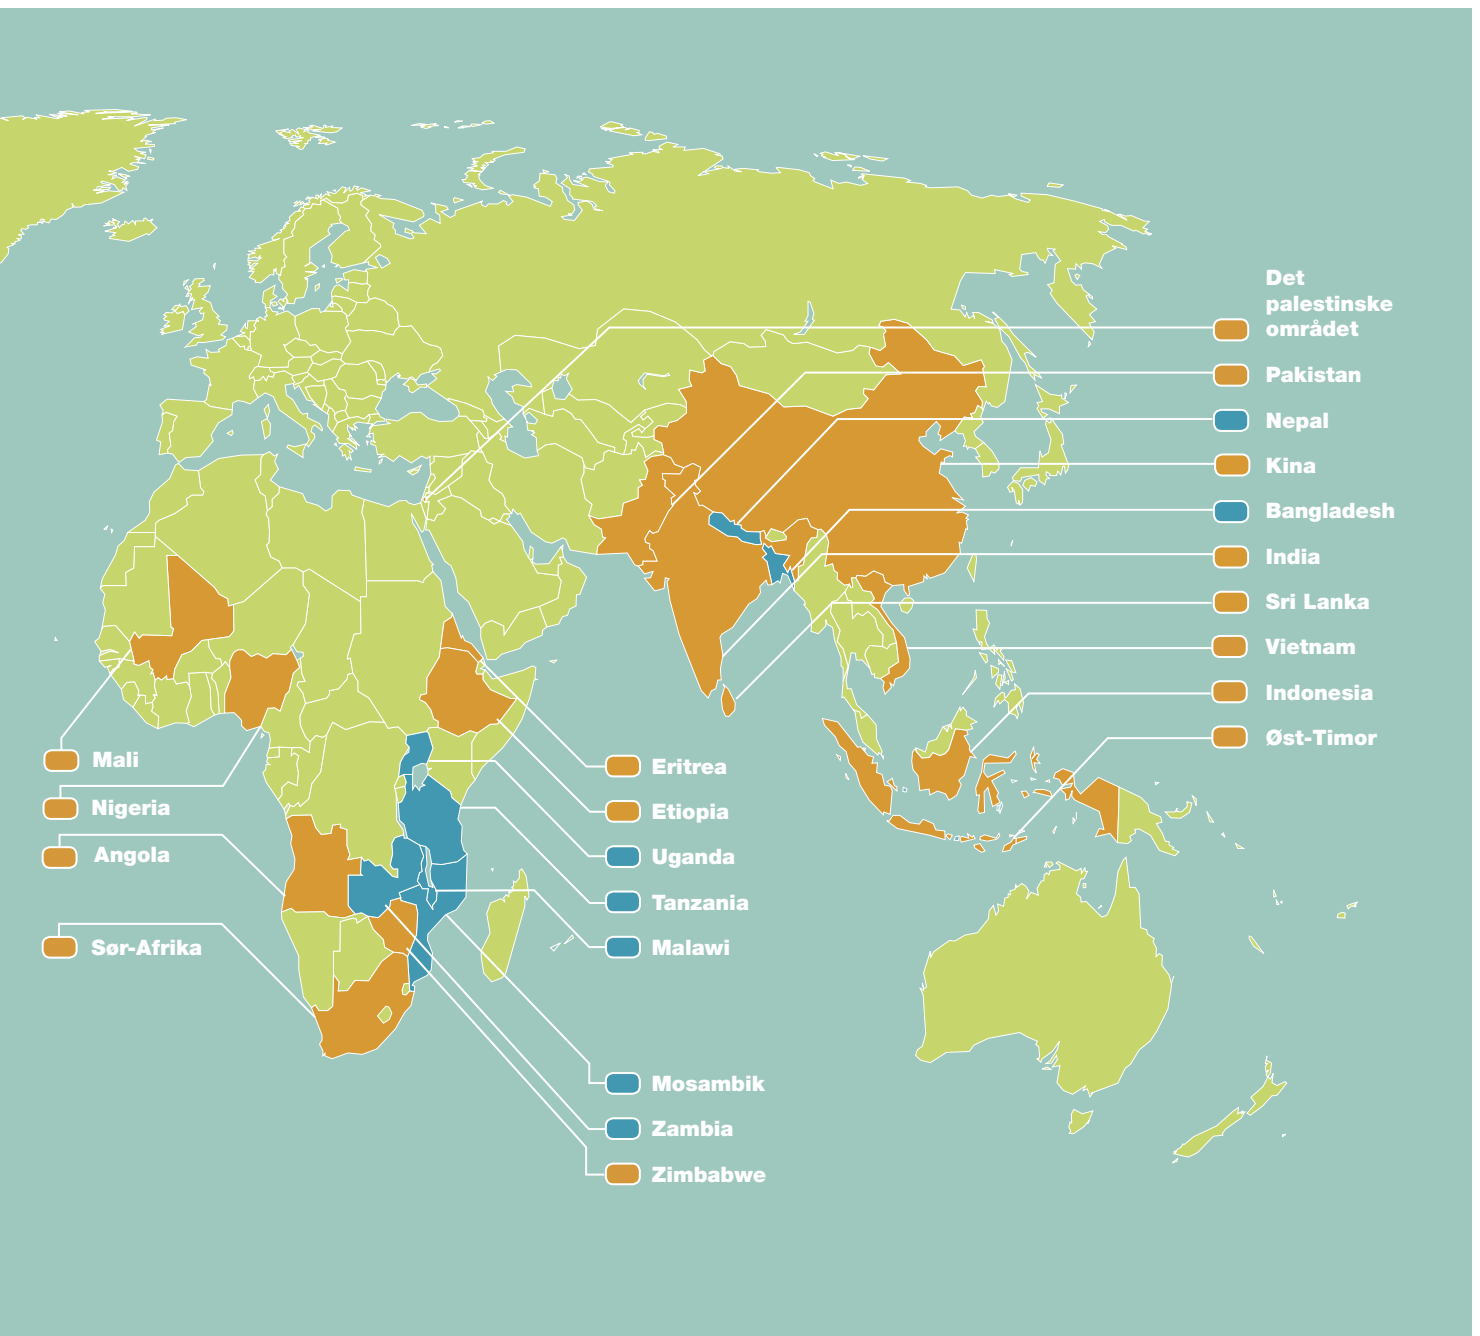 Det
palestinske
området
Pakistan
Nepal
Kina
Bangladesh
India
Sri Lanka
Vietnam
Indonesia
Øst-Timor
Mali
Nigeria
Angola
Sør-Afrika
Eritrea
Etiopia
Uganda
Tanzania
Malawi
Mosambik
Zambia
Zimbabwe